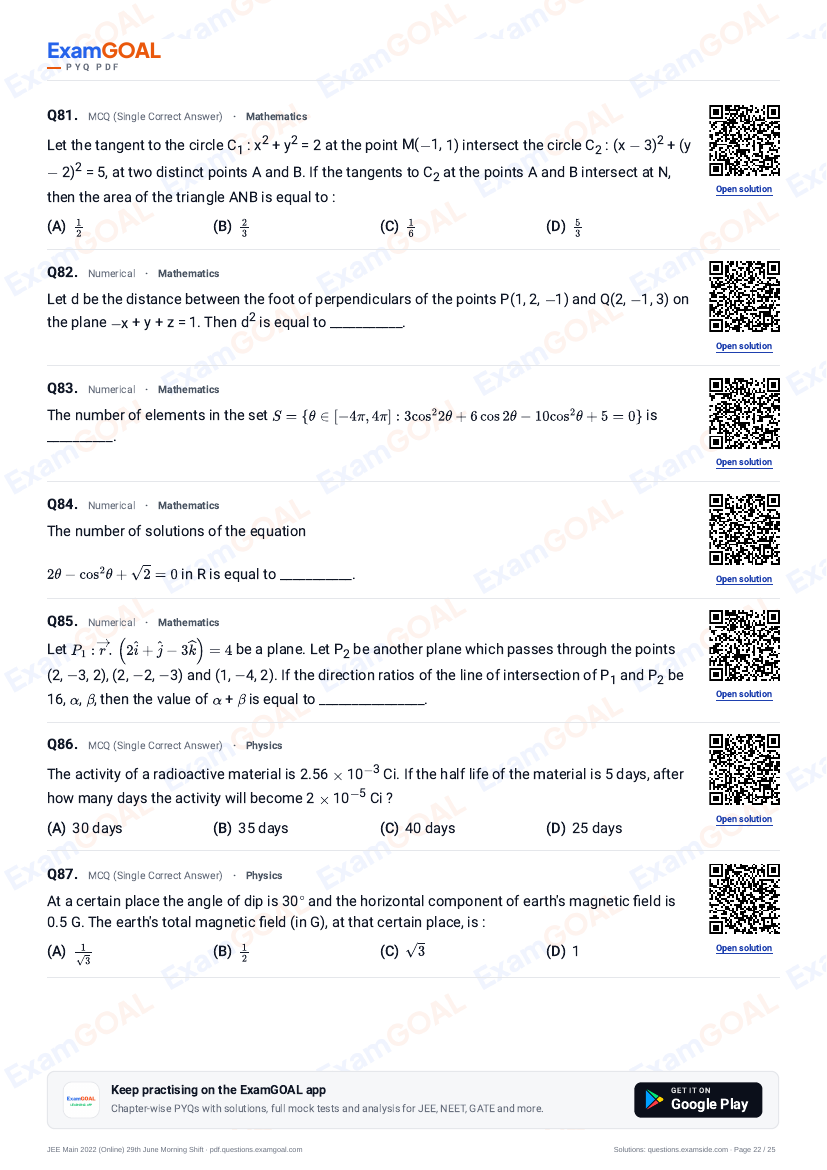 ExamGOAL
PYQ PDF
Q81. MCQ (Single Correct Answer) · Mathematics
Let the tangent to the circle C₁ : x² + y² = 2 at the point M(−1, 1) intersect the circle C₂ : (x − 3)² + (y
− 2)² = 5, at two distinct points A and B. If the tangents to C₂ at the points A and B intersect at N,
then the area of the triangle ANB is equal to :
(A) 1/2 (B) 2/3 (C) 1/6 (D) 5/3
Open solution
Q82. Numerical · Mathematics
Let d be the distance between the foot of perpendiculars of the points P(1, 2, −1) and Q(2, −1, 3) on
the plane −x + y + z = 1. Then d² is equal to ___________.
Open solution
Q83. Numerical · Mathematics
The number of elements in the set S = {θ ∈ [−4π, 4π] : 3cos²2θ + 6 cos 2θ − 10cos²θ + 5 = 0} is
__________.
Open solution
Q84. Numerical · Mathematics
The number of solutions of the equation
2θ − cos²θ + √2 = 0 in R is equal to ___________.
Open solution
Q85. Numerical · Mathematics
Let P₁ : r⃗. (2î + ĵ − 3k̂) = 4 be a plane. Let P₂ be another plane which passes through the points
(2, −3, 2), (2, −2, −3) and (1, −4, 2). If the direction ratios of the line of intersection of P₁ and P₂ be
16, α, β, then the value of α + β is equal to ________________.
Open solution
Q86. MCQ (Single Correct Answer) · Physics
The activity of a radioactive material is 2.56 × 10⁻³ Ci. If the half life of the material is 5 days, after
how many days the activity will become 2 × 10⁻⁵ Ci ?
(A) 30 days (B) 35 days (C) 40 days (D) 25 days
Open solution
Q87. MCQ (Single Correct Answer) · Physics
At a certain place the angle of dip is 30° and the horizontal component of earth's magnetic field is
0.5 G. The earth's total magnetic field (in G), at that certain place, is :
(A) 1/√3 (B) 1/2 (C) √3 (D) 1
Open solution
ExamGOAL
Keep practising on the ExamGOAL app
Chapter-wise PYQs with solutions, full mock tests and analysis for JEE, NEET, GATE and more.
GET IT ON
Google Play
JEE Main 2022 (Online) 29th June Morning Shift · pdf.questions.examgoal.com
Solutions: questions.examside.com · Page 22 / 25